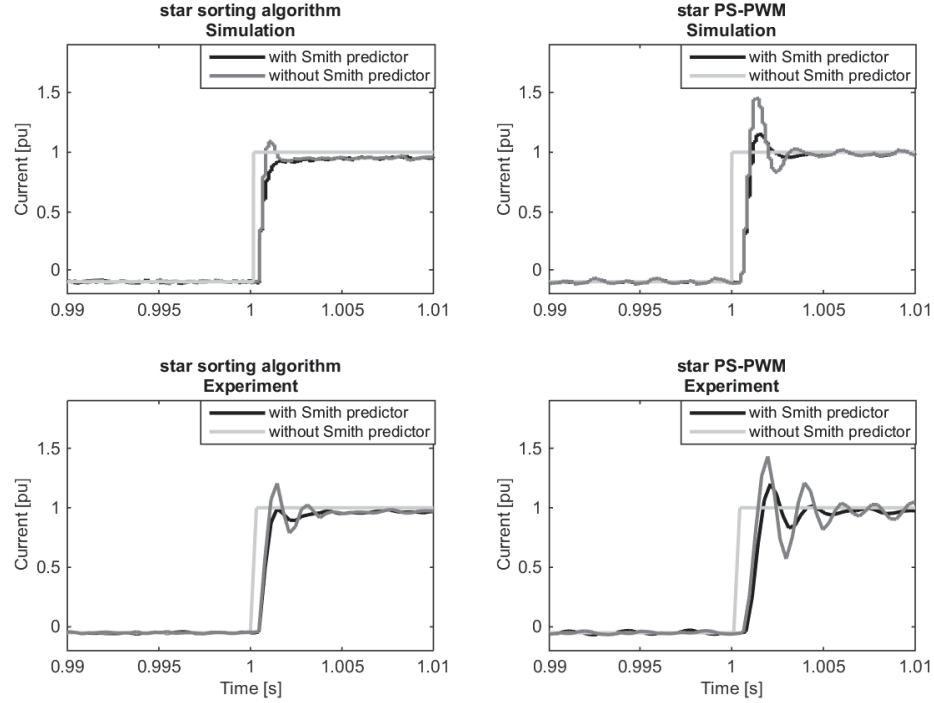 star sorting algorithm
Simulation
with Smith predictor
without Smith predictor
Current [pu]
1.5
1
0.5
0
0.99
0.995
1
1.005
1.01
star PS-PWM
Simulation
with Smith predictor
without Smith predictor
Current [pu]
1.5
1
0.5
0
0.99
0.995
1
1.005
1.01
star sorting algorithm
Experiment
with Smith predictor
without Smith predictor
Current [pu]
1.5
1
0.5
0
0.99
0.995
1
1.005
1.01
Time [s]
star PS-PWM
Experiment
with Smith predictor
without Smith predictor
Current [pu]
1.5
1
0.5
0
0.99
0.995
1
1.005
1.01
Time [s]